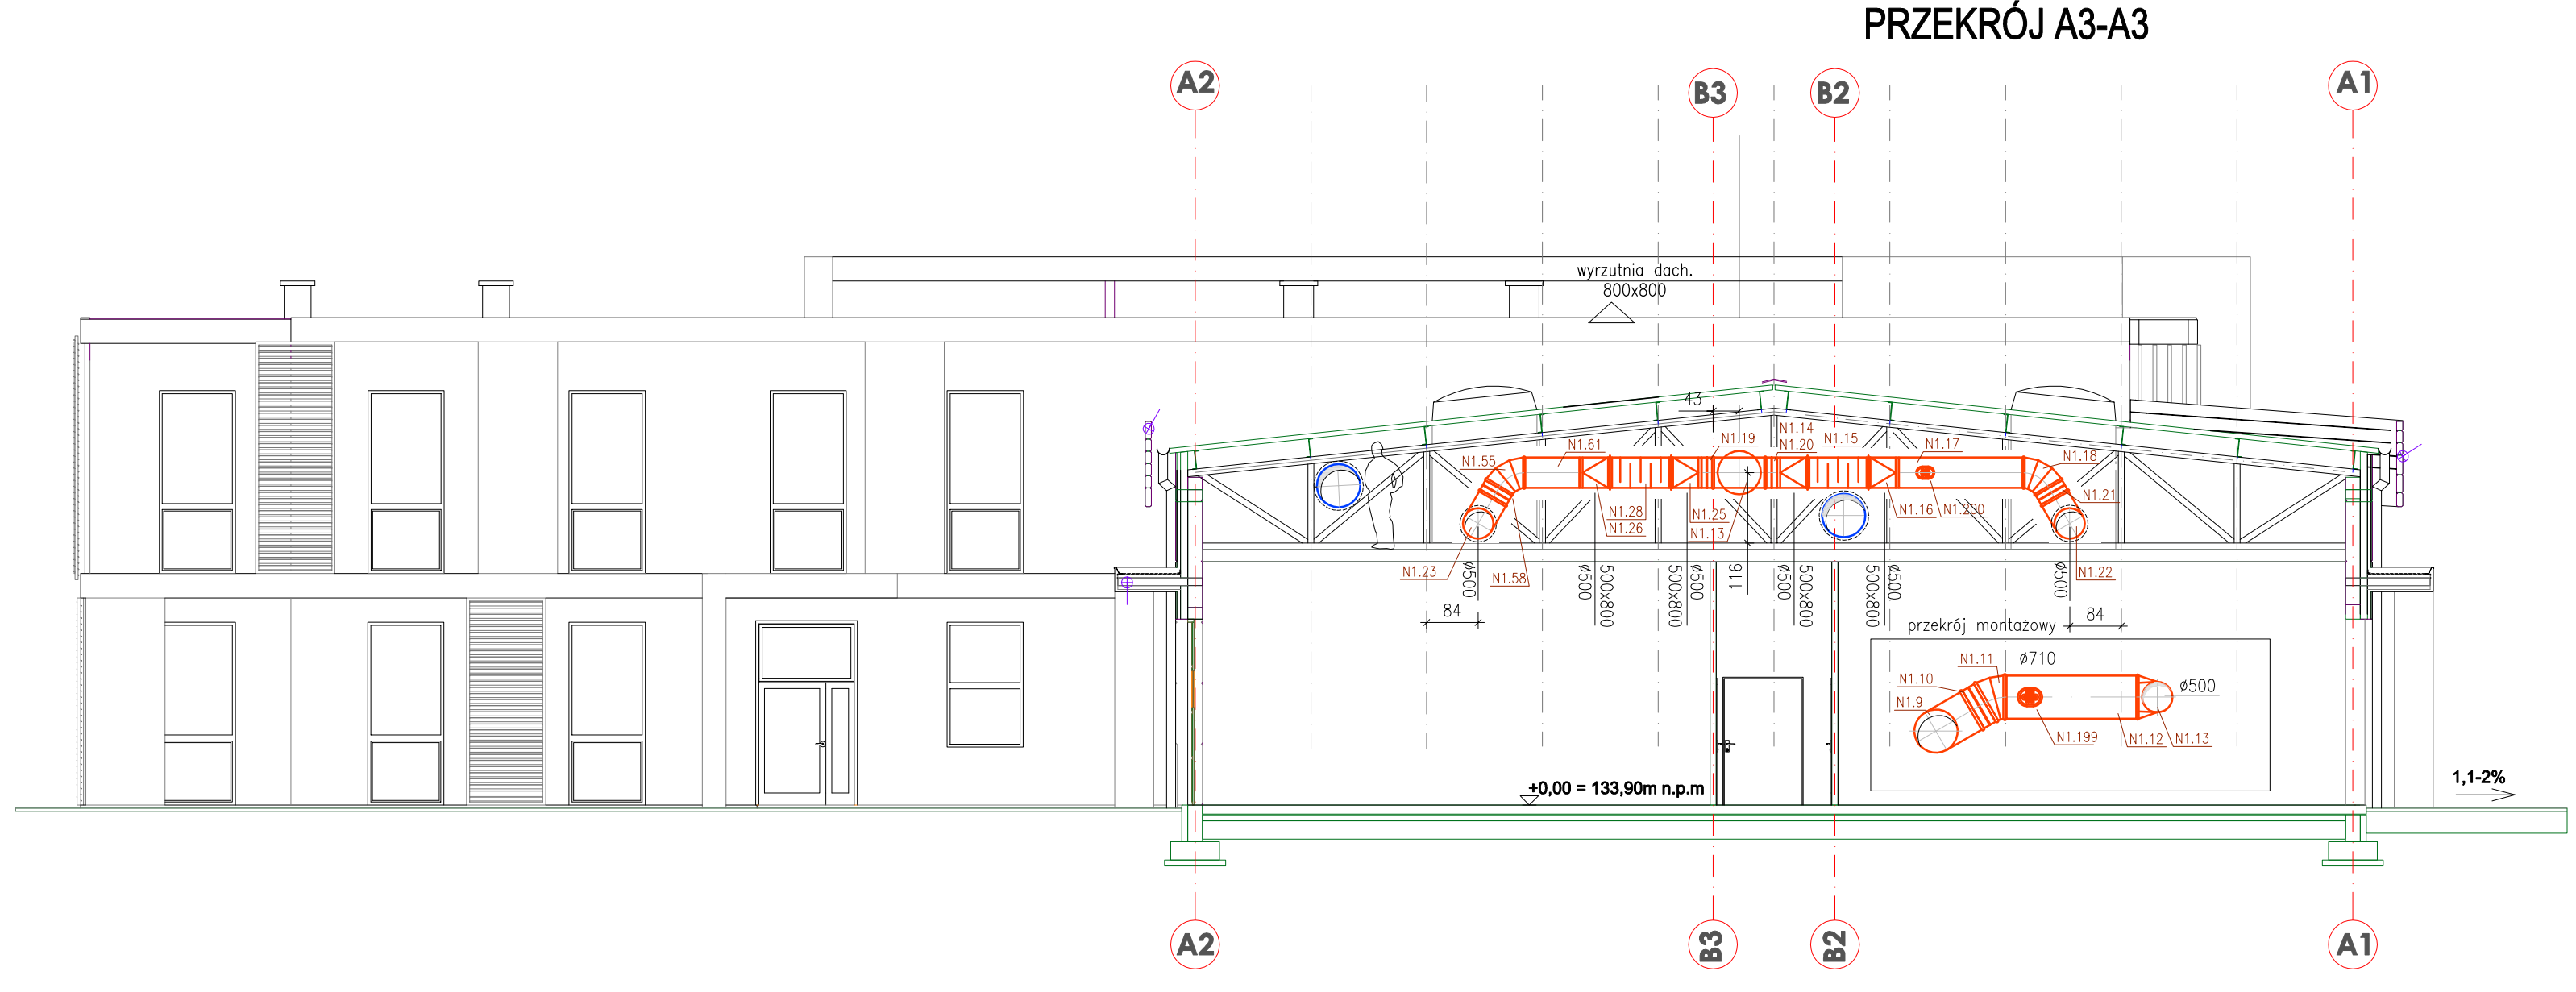 PRZEKRÓJ A3-A3
A2
B3
B2
A1
wyrzutnia dach.
800x800
43
N1.14
N1.61
N1.19
N1.20
N1.15
N1.17
N1.55
N1.18
N1.21
N1.28
N1.25
N1.16
N1.200
N1.26
N1.13
N1.23
N1.58
N1.22
ø500
ø500
500x800
500x800
ø500
116
ø500
500x800
500x800
ø500
ø500
84
84
przekrój montażowy
N1.11
ø710
N1.10
ø500
N1.9
N1.199
N1.12
N1.13
+0,00 = 133,90m n.p.m
1,1-2%
A2
B3
B2
A1